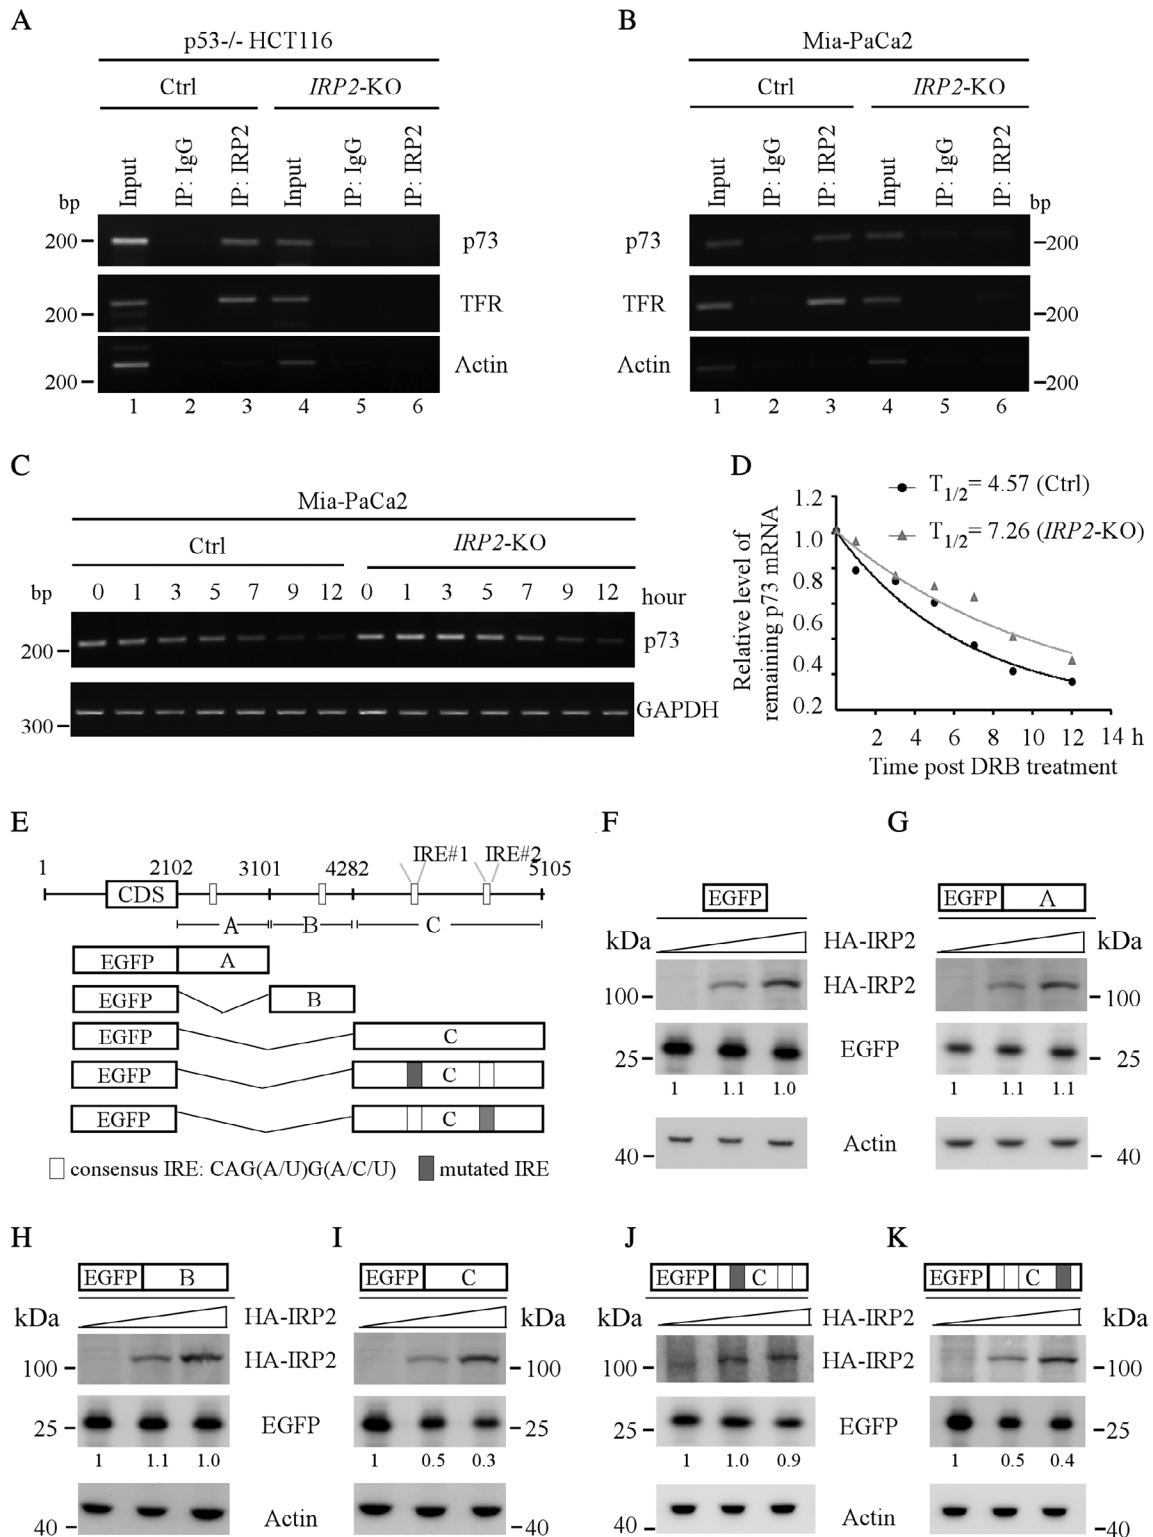 A
p53-/- HCT116
Ctrl
IRP2-KO
Input
IP: IgG
IP: IRP2
Input
IP: IgG
IP: IRP2
bp
200
p73
200
TFR
200
Actin
1 2 3 4 5 6
B
Mia-PaCa2
Ctrl
IRP2-KO
Input
IP: IgG
IP: IRP2
Input
IP: IgG
IP: IRP2
bp
p73
200
TFR
200
Actin
200
1 2 3 4 5 6
C
Mia-PaCa2
Ctrl
IRP2-KO
bp
0 1 3 5 7 9 12 0 1 3 5 7 9 12 hour
200
p73
300
GAPDH
D
T1/2= 4.57 (Ctrl)
T1/2= 7.26 (IRP2-KO)
Relative level of
remaining p73 mRNA
1.2
1.0
0.8
0.6
0.4
0.2
2 4 6 8 10 12 14 h
Time post DRB treatment
E
1 2102 3101 4282 IRE#1 IRE#2 5105
CDS
A B C
EGFP A
EGFP B
EGFP C
EGFP C
EGFP C
consensus IRE: CAG(A/U)G(A/C/U)
mutated IRE
F
EGFP
kDa
HA-IRP2
100
HA-IRP2
25
EGFP
1 1.1 1.0
40
Actin
G
EGFP A
kDa
100
25
1 1.1 1.1
40
H
EGFP B
kDa
HA-IRP2
100
HA-IRP2
25
EGFP
1 1.1 1.0
40
Actin
I
EGFP C
kDa
100
25
1 0.5 0.3
40
J
EGFP C
kDa
HA-IRP2
100
HA-IRP2
25
EGFP
1 1.0 0.9
40
Actin
K
EGFP C
kDa
100
25
1 0.5 0.4
40